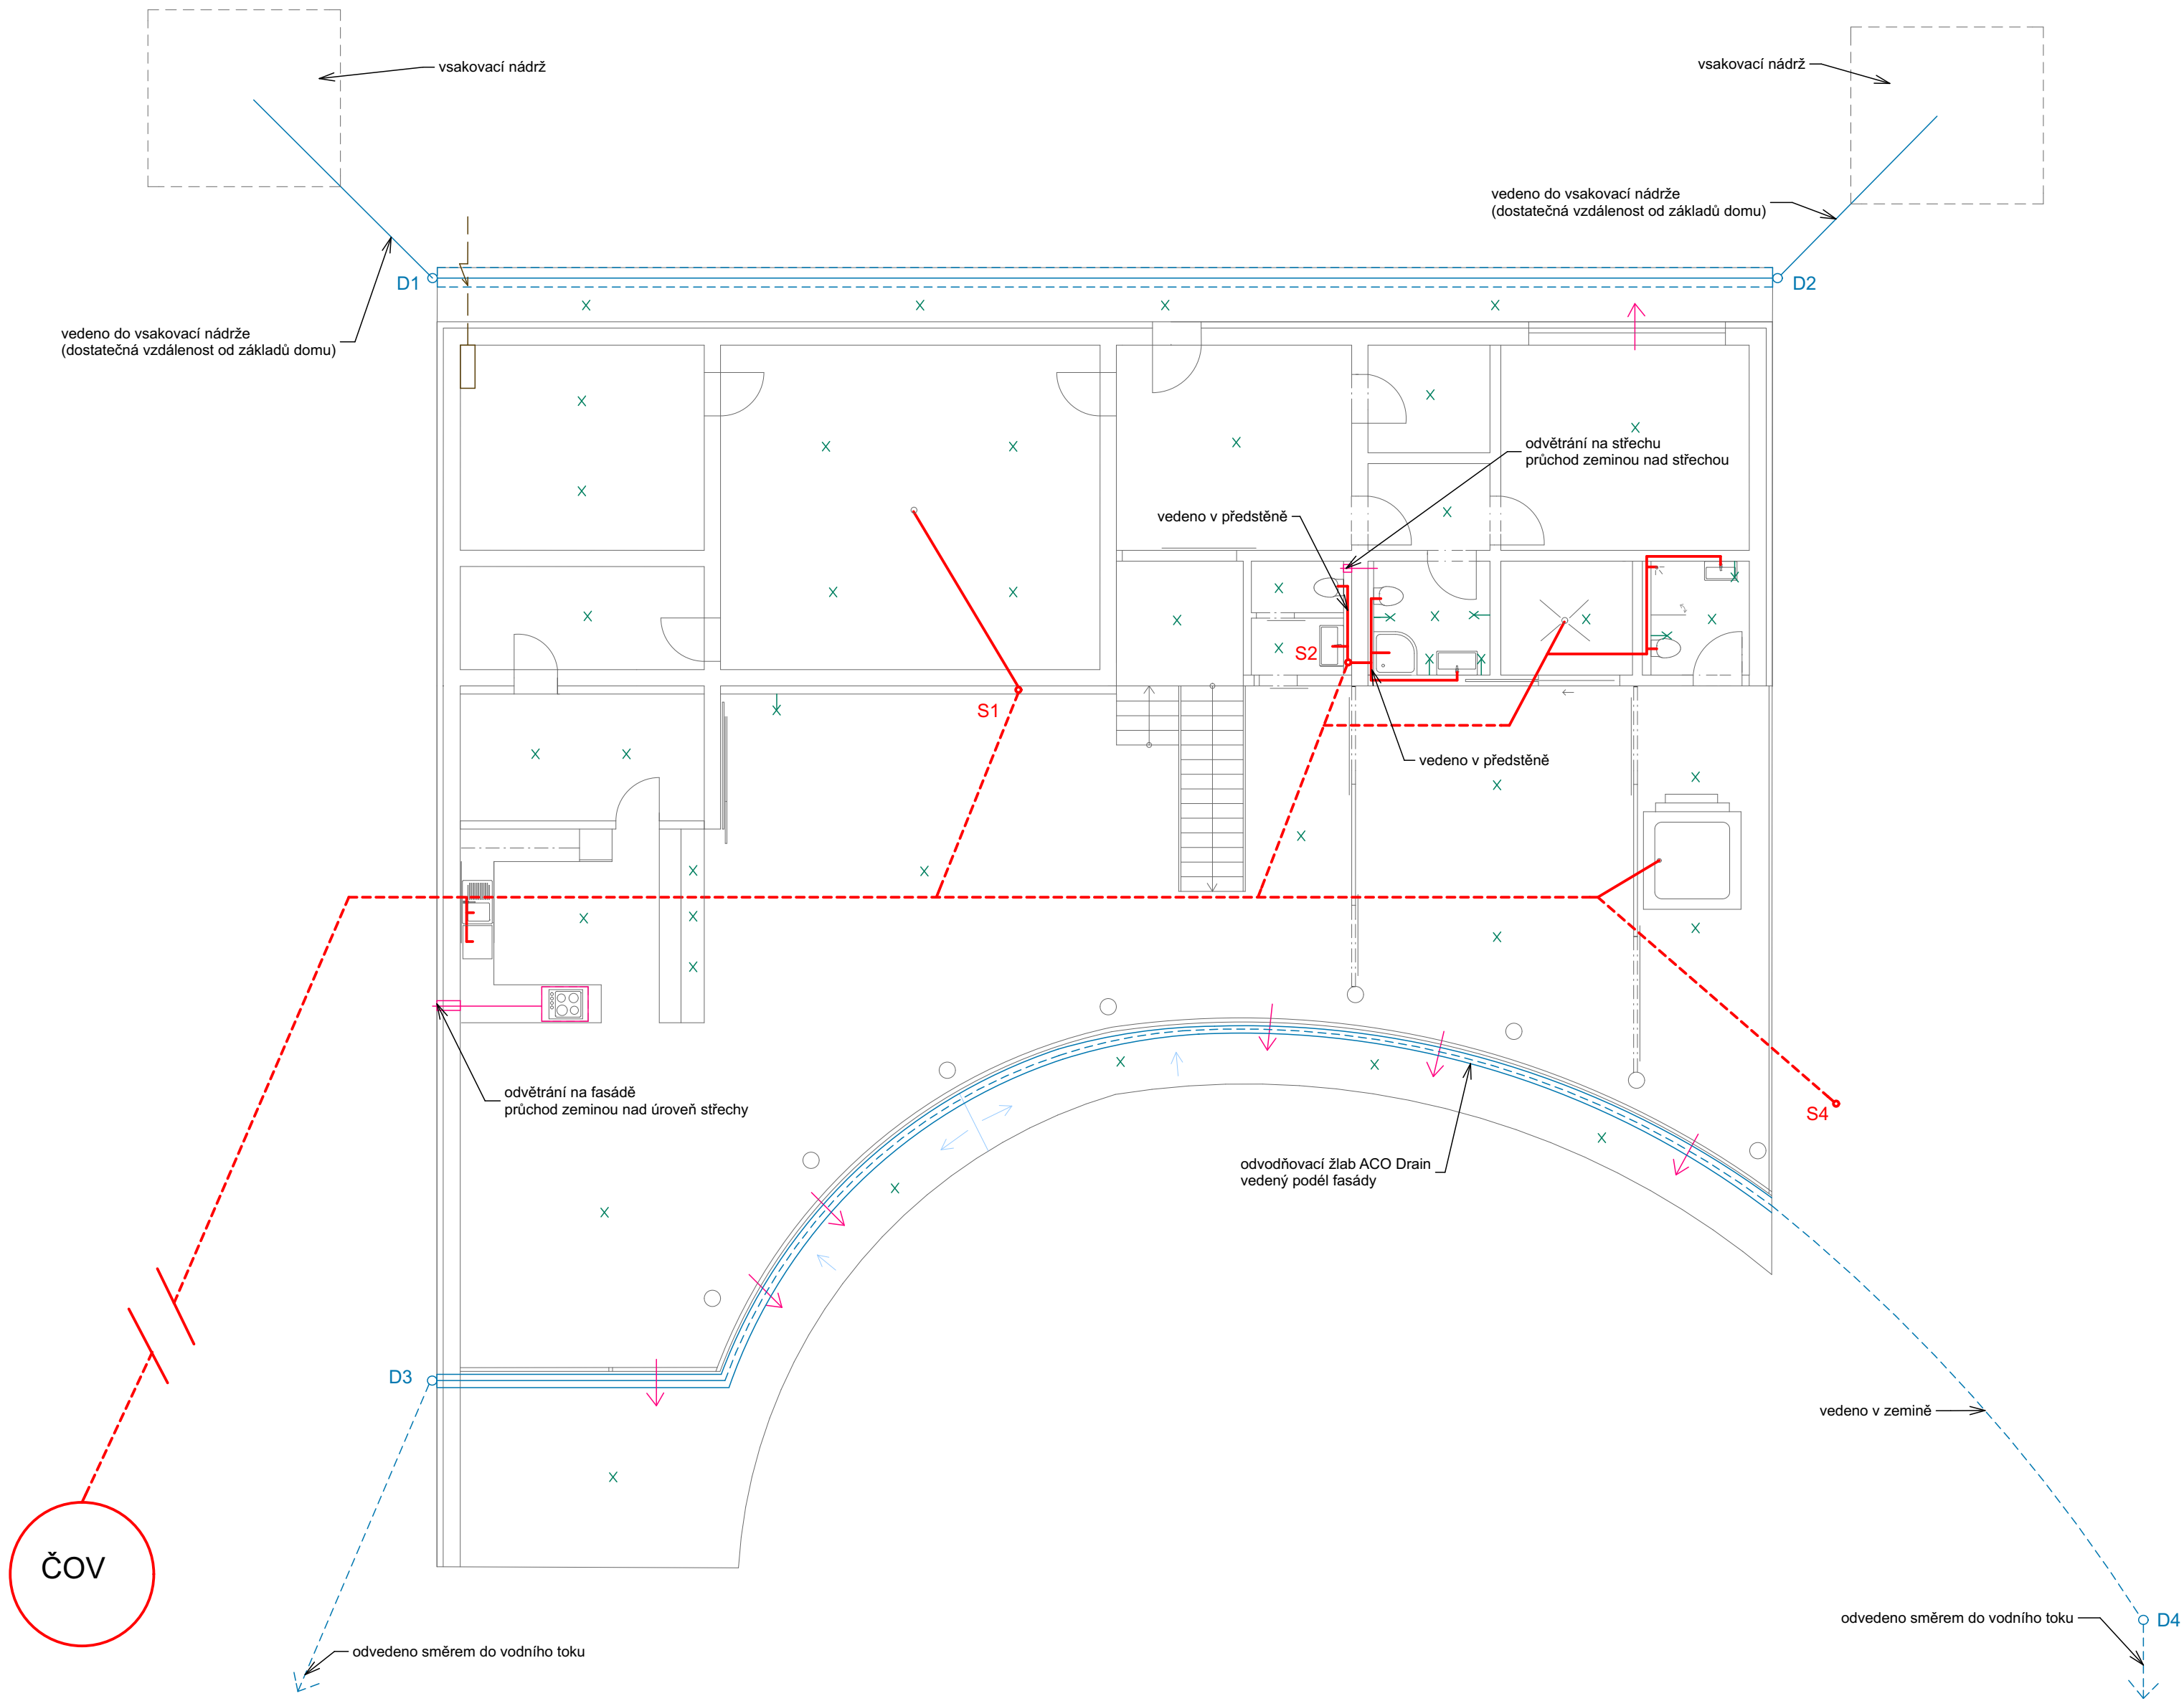 vsakovací nádrž
vsakovací nádrž
vedeno do vsakovací nádrže
(dostatečná vzdálenost od základů domu)
D1
D2
vedeno do vsakovací nádrže
(dostatečná vzdálenost od základů domu)
odvětrání na střechu
průchod zeminou nad střechou
vedeno v předstěně
S2
S1
vedeno v předstěně
odvětrání na fasádě
průchod zeminou nad úroveň střechy
S4
odvodňovací žlab ACO Drain
vedený podél fasády
D3
vedeno v zemině
ČOV
odvedeno směrem do vodního toku
D4
odvedeno směrem do vodního toku